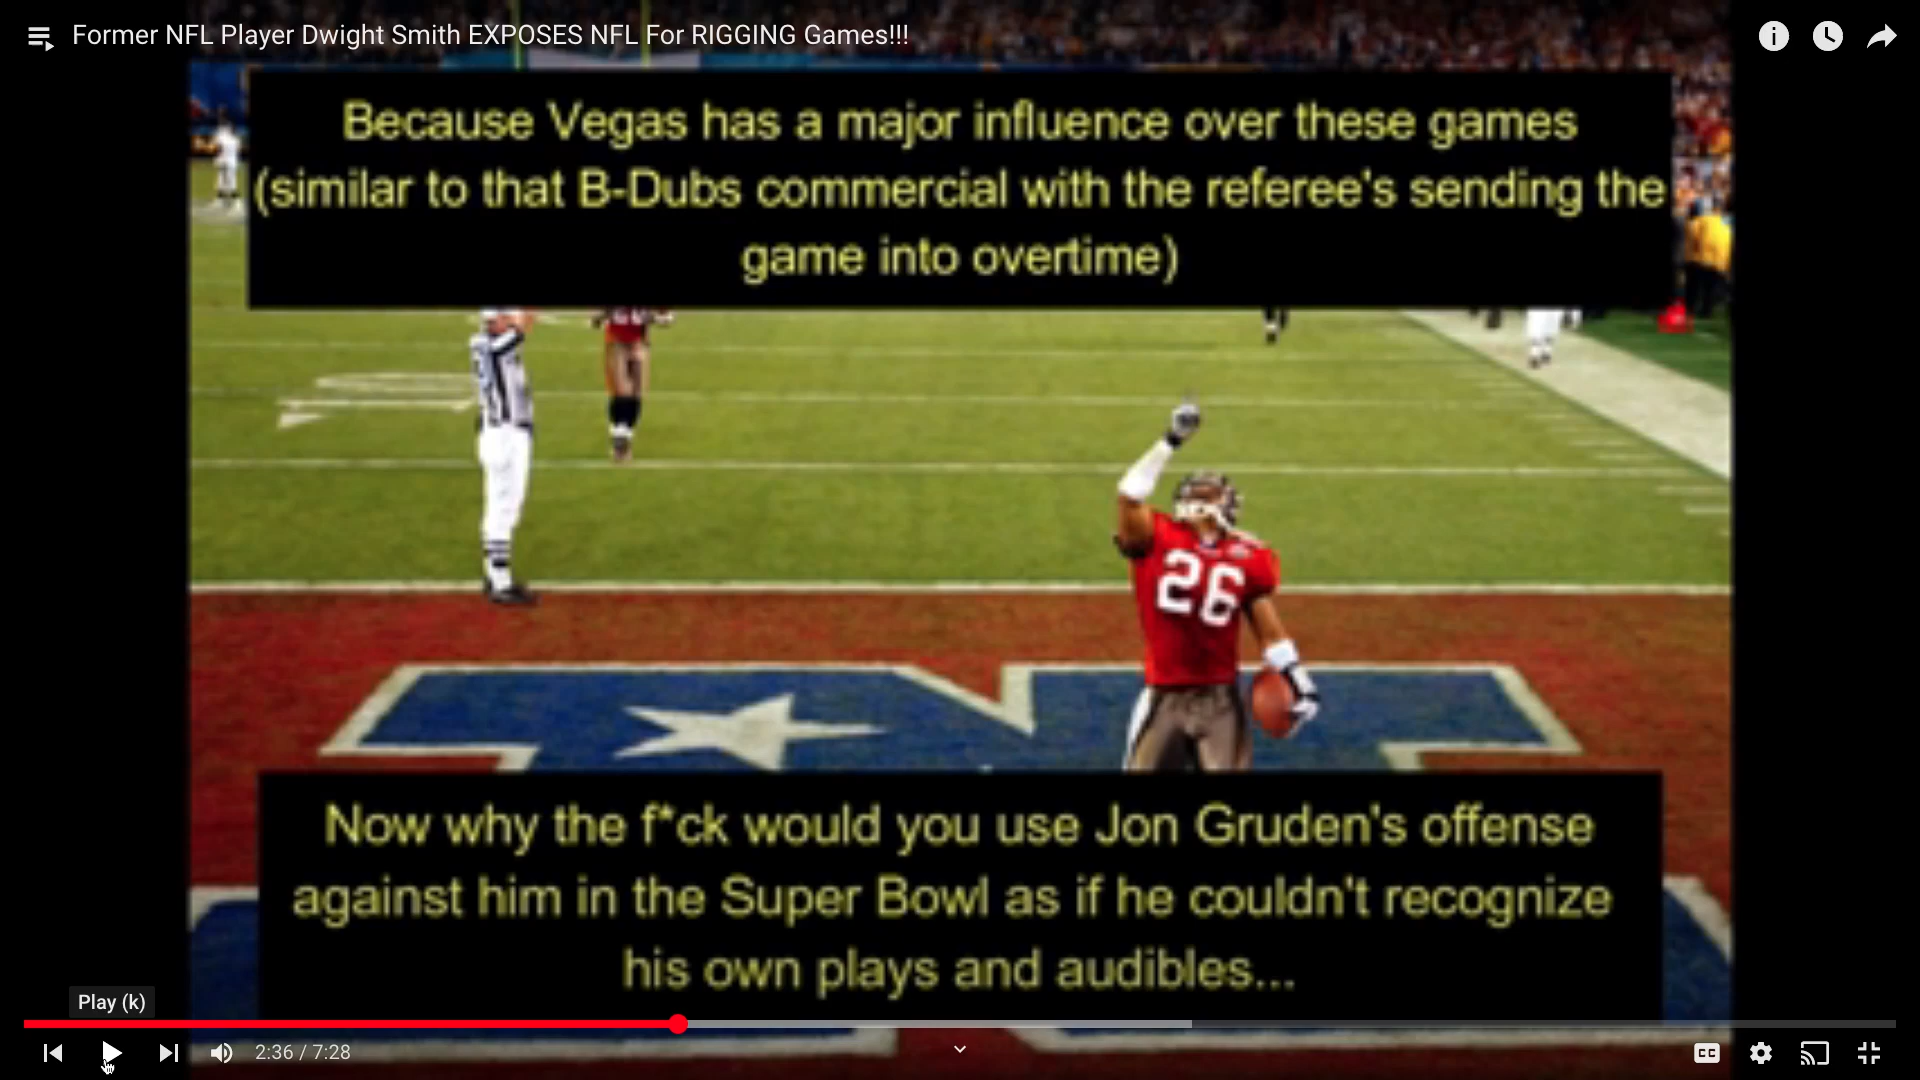 Former NFL Player Dwight Smith EXPOSES NFL For RIGGING Games!!!
Because Vegas has a major influence over these games
(similar to that B-Dubs commercial with the referee's sending the
game into overtime)
26
Now why the f*ck would you use Jon Gruden's offense
against him in the Super Bowl as if he couldn't recognize
his own plays and audibles...
Play (k)
2:36 / 7:28
CC